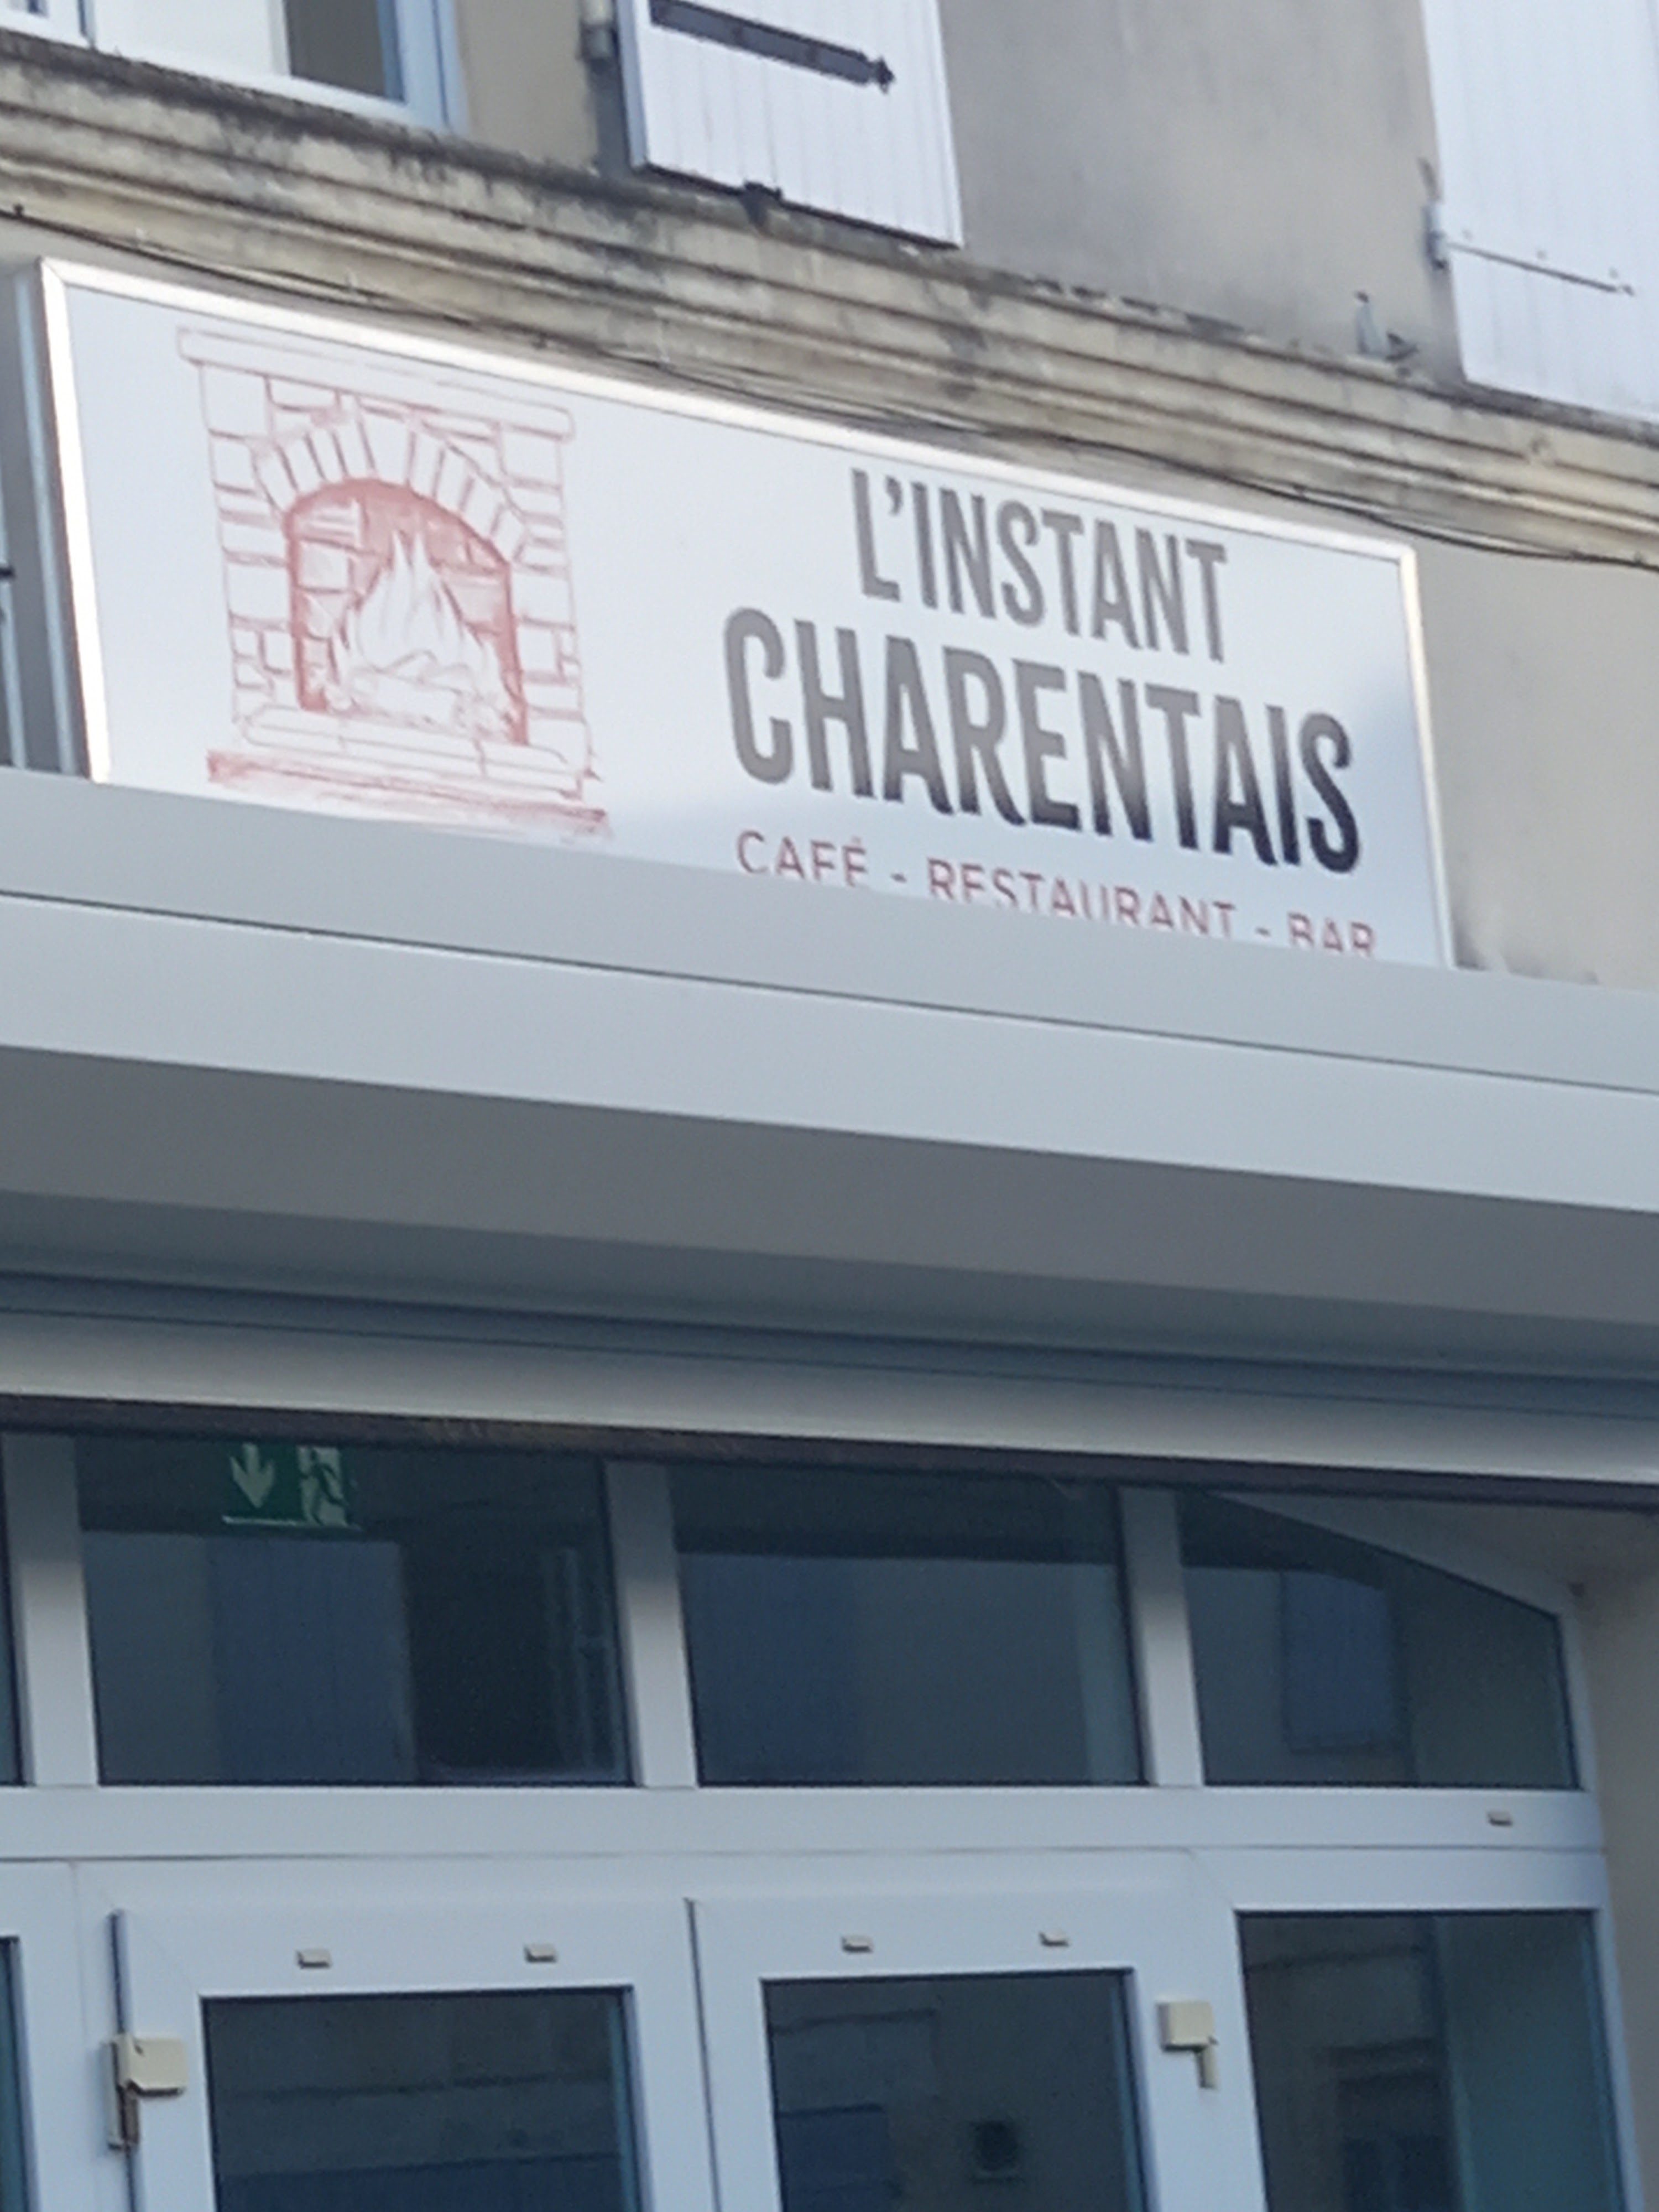 L'INSTANT
CHARENTAIS
CAFÉ - RESTAURANT - BAR